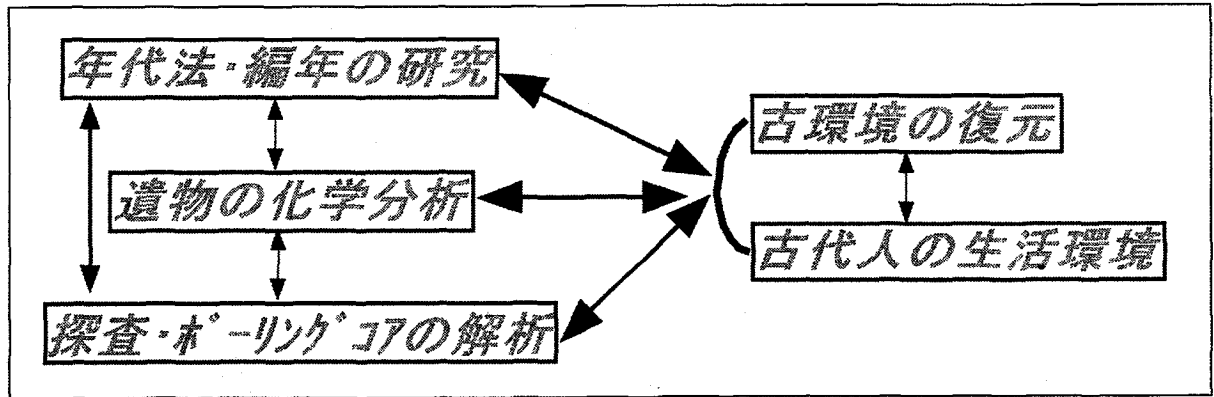 年代法・編年の研究
遺物の化学分析
探査・ボーリングコアの解析
古環境の復元
古代人の生活環境